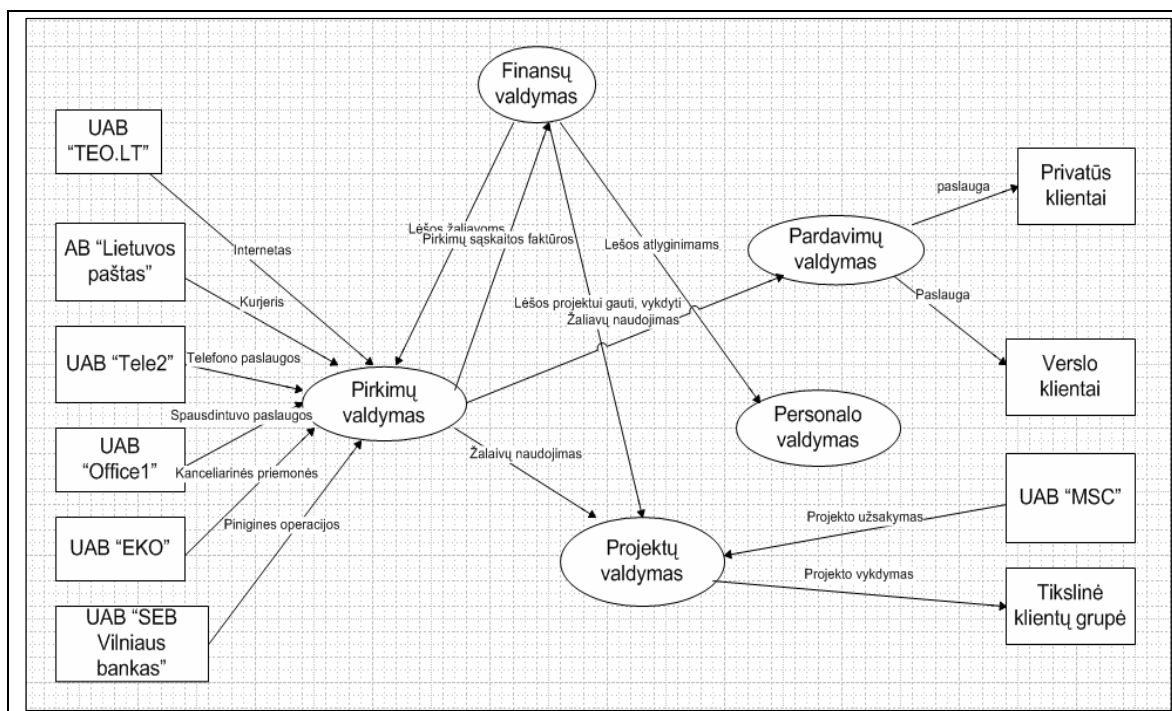 Finansų
valdymas
UAB
“TEO.LT”
Privatūs
klientai
paslauga
AB “Lietuvos
paštas”
Internetas
Lėšos žaliavoms
Pirkimų sąskaitos faktūros
Lešos atlyginimams
Pardavimų
valdymas
Kurjeris
Lėšos projektui gauti, vykdyti
Žaliavų naudojimas
Paslauga
UAB “Tele2”
Telefono paslaugos
Pirkimų
valdymas
Verslo
klientai
Spausdintuvo paslaugos
Personalo
valdymas
UAB
“Office1”
Kanceliarinės priemonės
Žalaivų naudojimas
UAB “MSC”
Pinigines operacijos
Projekto užsakymas
UAB “EKO”
Projektų
valdymas
Projekto vykdymas
Tikslinė
klientų grupė
UAB “SEB
Vilniaus
bankas”